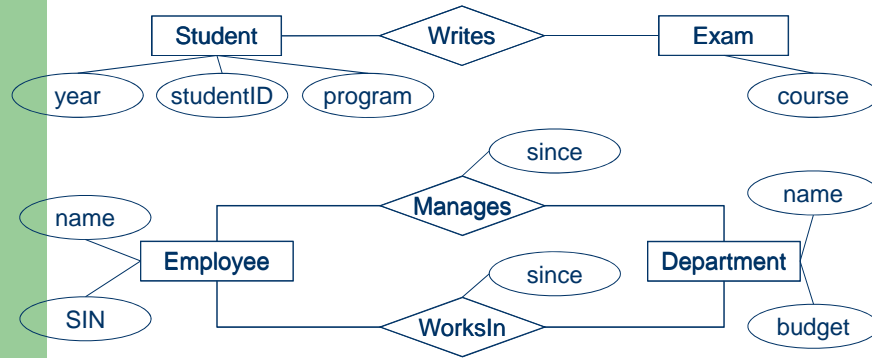 Student
Writes
Exam
year
studentID
program
course
since
name
Manages
name
Employee
Department
since
SIN
WorksIn
budget